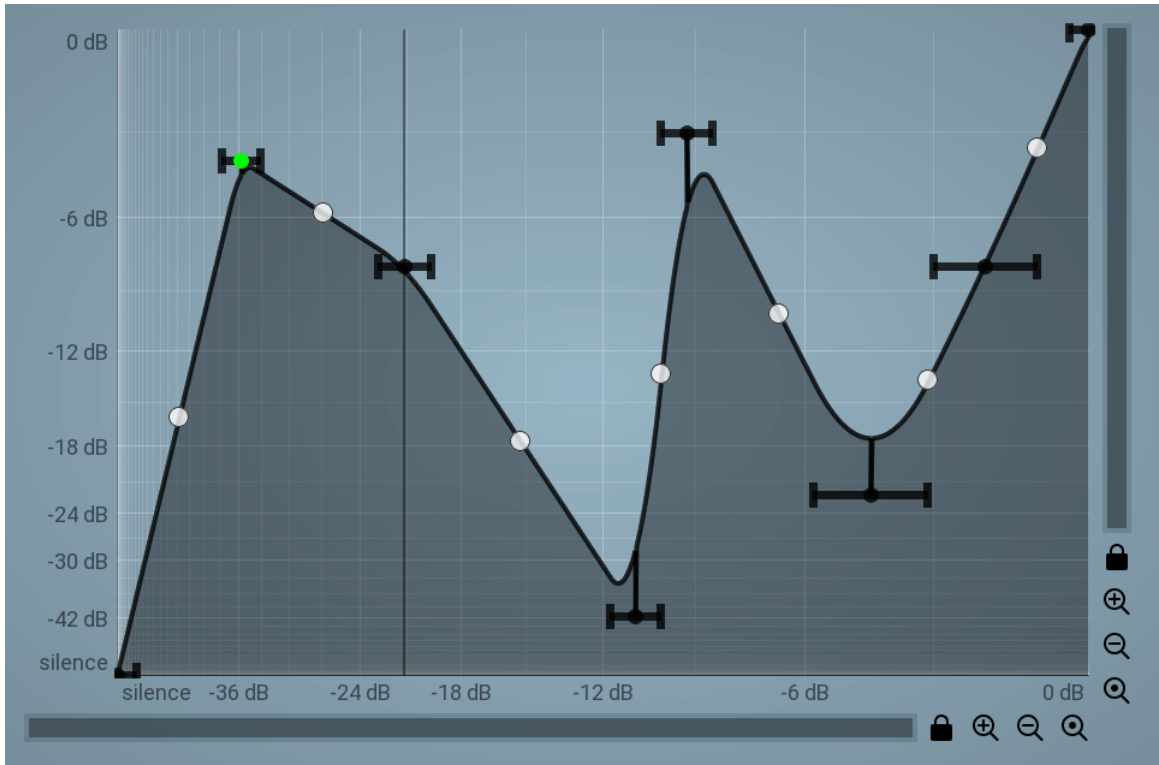 0 dB
-6 dB
-12 dB
-18 dB
-24 dB
-30 dB
-42 dB
silence
silence -36 dB -24 dB -18 dB -12 dB -6 dB 0 dB